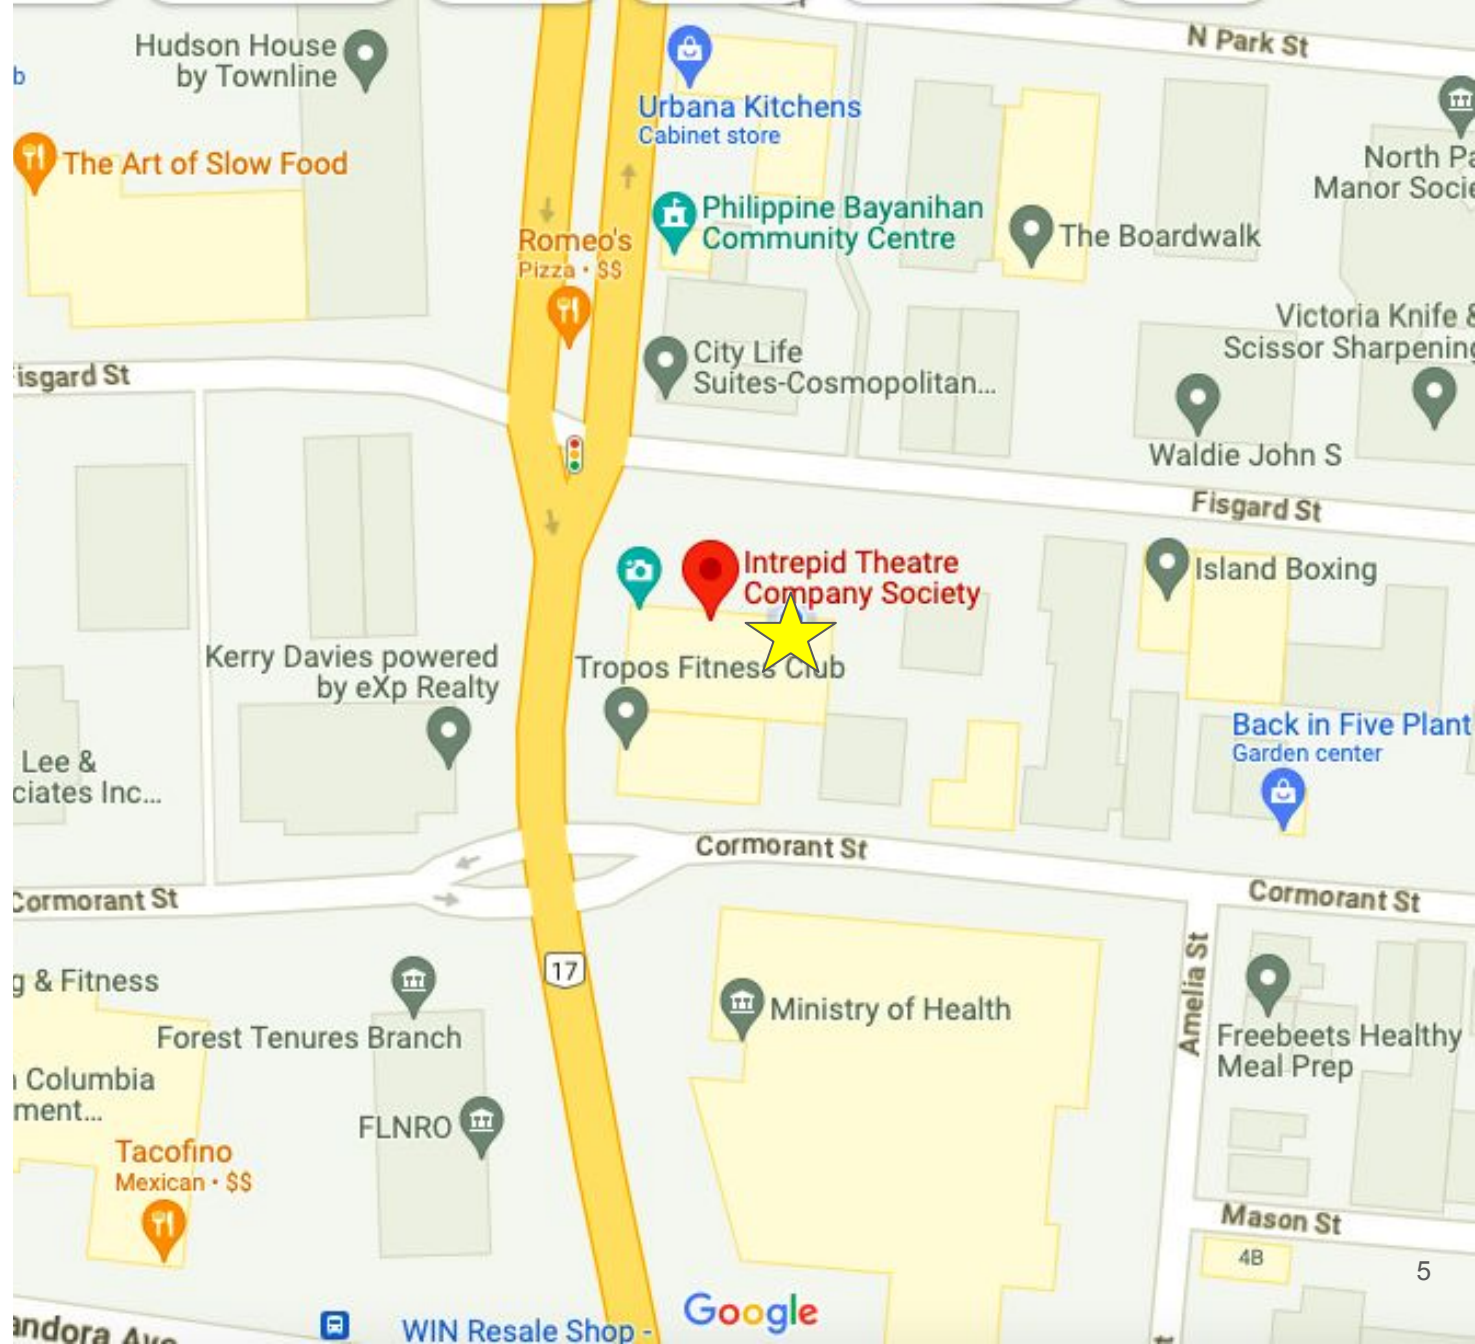 N Park St
Hudson House
by Townline
b
Urbana Kitchens
Cabinet store
The Art of Slow Food
North Pa
Manor Socie
Philippine Bayanihan
Community Centre
The Boardwalk
Romeo's
Pizza • $$
Victoria Knife &
Scissor Sharpening
City Life
Suites-Cosmopolitan...
isgard St
Waldie John S
Fisgard St
Intrepid Theatre
Company Society
Island Boxing
Kerry Davies powered
by eXp Realty
Tropos Fitness Club
Back in Five Plant
Garden center
Lee &
ciates Inc...
Cormorant St
Cormorant St
Cormorant St
Amelia St
17
g & Fitness
Ministry of Health
Forest Tenures Branch
Freebeets Healthy
Meal Prep
Columbia
ment...
FLNRO
Tacofino
Mexican • $$
Mason St
4B
5
Google
andora Ave
WIN Resale Shop -